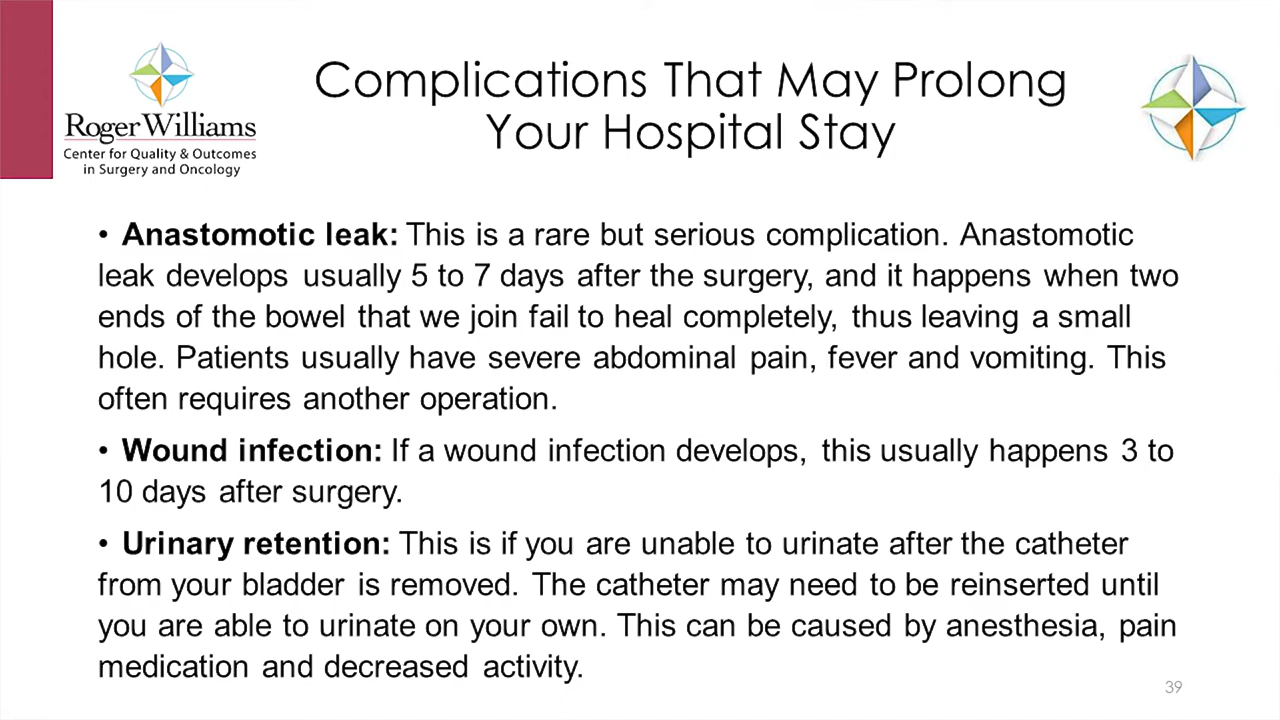 Roger Williams
Center for Quality & Outcomes
in Surgery and Oncology
Complications That May Prolong
Your Hospital Stay
• Anastomotic leak: This is a rare but serious complication. Anastomotic
leak develops usually 5 to 7 days after the surgery, and it happens when two
ends of the bowel that we join fail to heal completely, thus leaving a small
hole. Patients usually have severe abdominal pain, fever and vomiting. This
often requires another operation.
• Wound infection: If a wound infection develops, this usually happens 3 to
10 days after surgery.
• Urinary retention: This is if you are unable to urinate after the catheter
from your bladder is removed. The catheter may need to be reinserted until
you are able to urinate on your own. This can be caused by anesthesia, pain
medication and decreased activity.
39